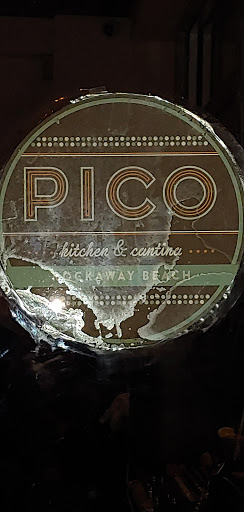 PICO
kitchen & cantina
ROCKAWAY BEACH